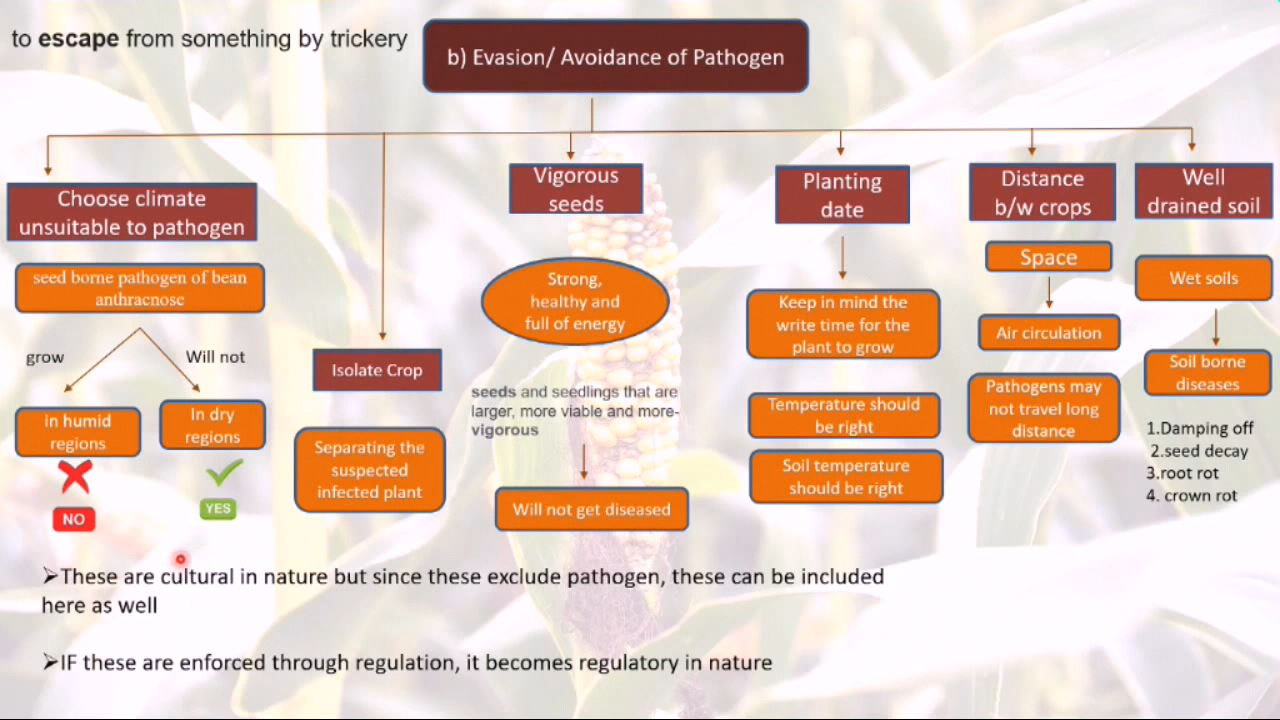 to escape from something by trickery
b) Evasion/ Avoidance of Pathogen
Choose climate
unsuitable to pathogen
seed borne pathogen of bean
anthracnose
grow
Will not
in humid
regions
In dry
regions
NO
YES
Isolate Crop
Separating the
suspected
infected plant
Vigorous
seeds
Strong,
healthy and
full of energy
seeds and seedlings that are
larger, more viable and more-
vigorous
Will not get diseased
Planting
date
Keep in mind the
write time for the
plant to grow
Temperature should
be right
Soil temperature
should be right
Distance
b/w crops
Space
Air circulation
Pathogens may
not travel long
distance
Well
drained soil
Wet soils
Soil borne
diseases
1.Damping off
2.seed decay
3.root rot
4. crown rot
➢These are cultural in nature but since these exclude pathogen, these can be included
here as well
➢IF these are enforced through regulation, it becomes regulatory in nature